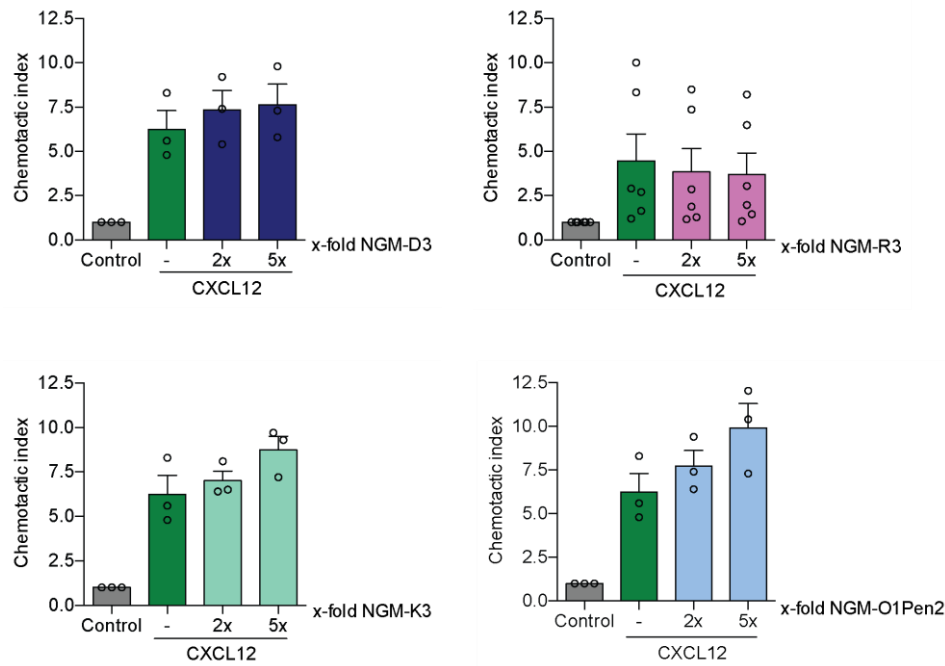 12.5
10.0
7.5
5.0
2.5
0.0
Chemotactic index
Control - 2x 5x
x-fold NGM-D3
CXCL12
12.5
10.0
7.5
5.0
2.5
0.0
Chemotactic index
Control - 2x 5x
x-fold NGM-R3
CXCL12
12.5
10.0
7.5
5.0
2.5
0.0
Chemotactic index
Control - 2x 5x
x-fold NGM-K3
CXCL12
12.5
10.0
7.5
5.0
2.5
0.0
Chemotactic index
Control - 2x 5x
x-fold NGM-O1Pen2
CXCL12